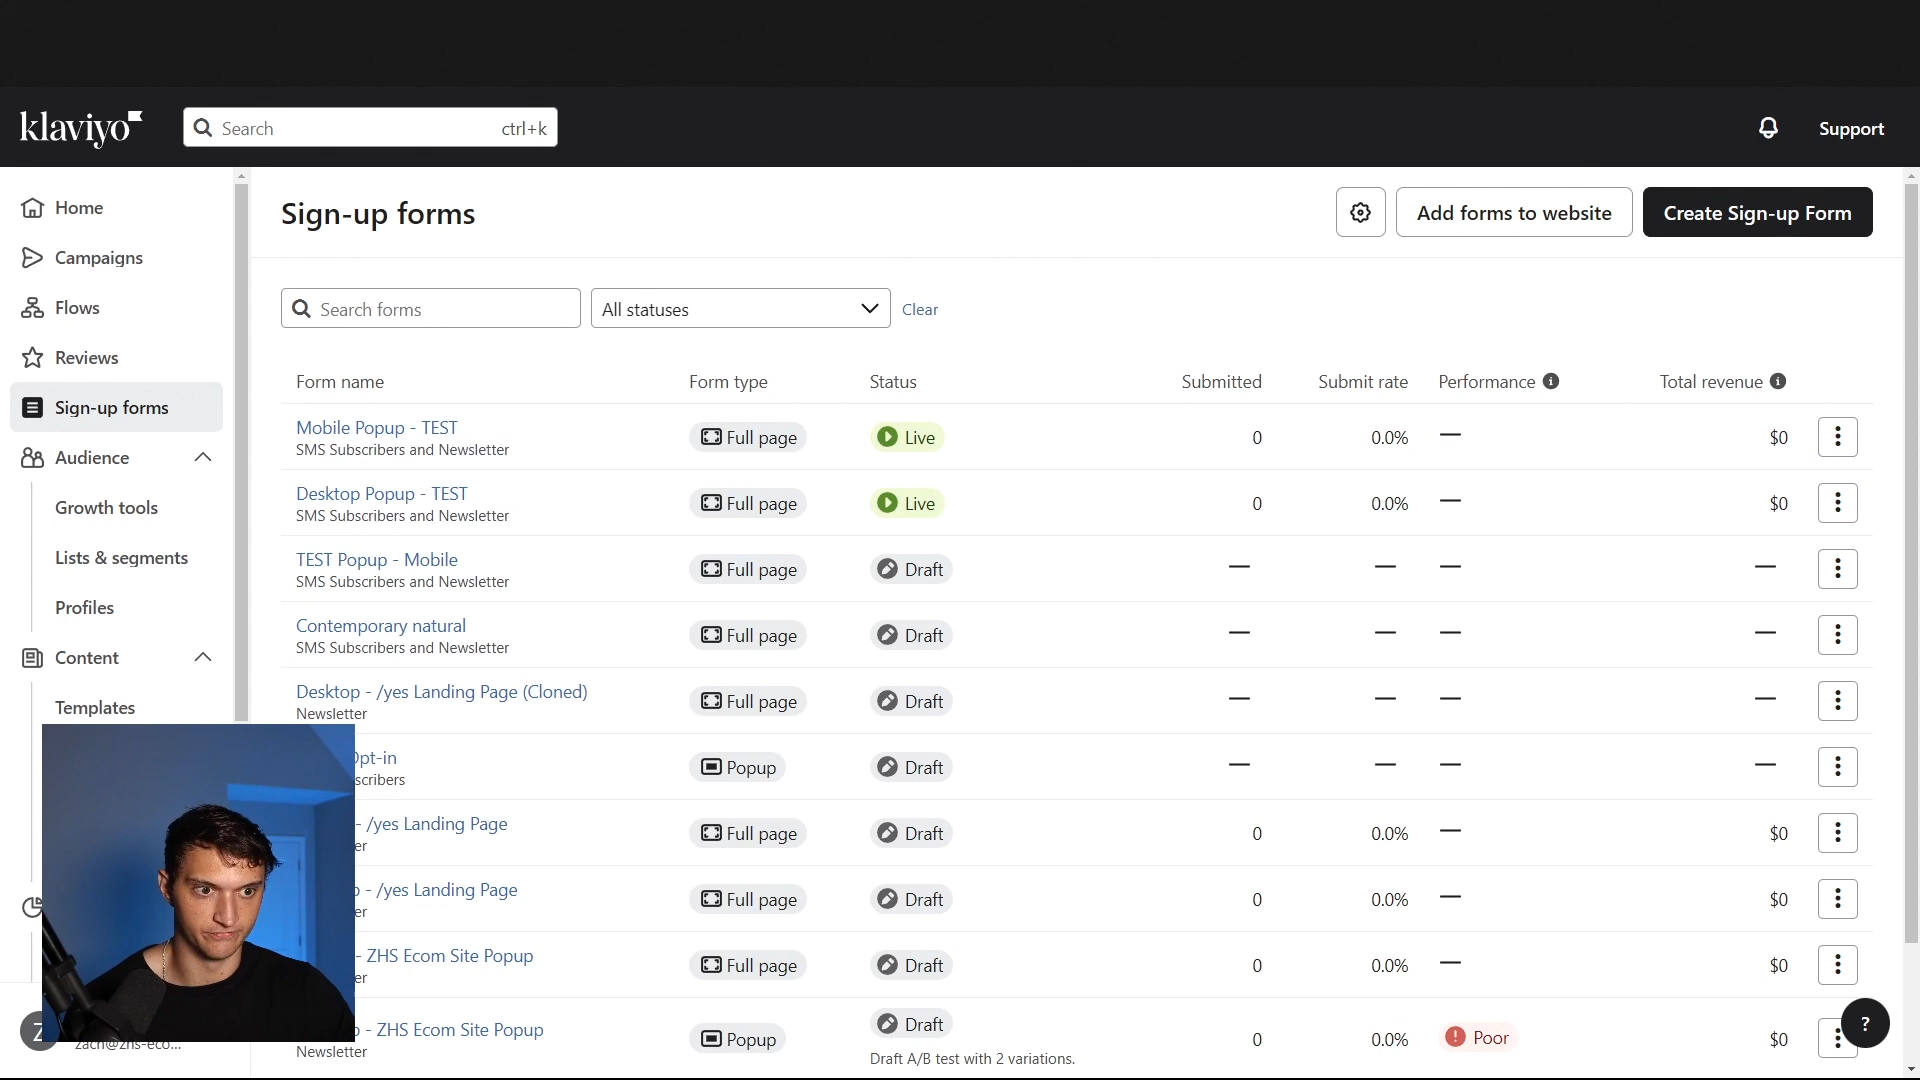 klaviyo
Search ctrl+k
Support
Home
Campaigns
Flows
Reviews
Sign-up forms
Audience
Growth tools
Lists & segments
Profiles
Content
Templates
Sign-up forms
Add forms to website
Create Sign-up Form
Search forms
All statuses
Clear
Form name Form type Status Submitted Submit rate Performance Total revenue
Mobile Popup - TEST Full page Live 0 0.0% — $0
SMS Subscribers and Newsletter
Desktop Popup - TEST Full page Live 0 0.0% — $0
SMS Subscribers and Newsletter
TEST Popup - Mobile Full page Draft — — — —
SMS Subscribers and Newsletter
Contemporary natural Full page Draft — — — —
SMS Subscribers and Newsletter
Desktop - /yes Landing Page (Cloned) Full page Draft — — — —
Newsletter
Opt-in Popup Draft — — — —
scribers
- /yes Landing Page Full page Draft 0 0.0% — $0
er
p - /yes Landing Page Full page Draft 0 0.0% — $0
er
- ZHS Ecom Site Popup Full page Draft 0 0.0% — $0
er
p - ZHS Ecom Site Popup Popup Draft 0 0.0% Poor $0
Newsletter
Draft A/B test with 2 variations.
Z
?